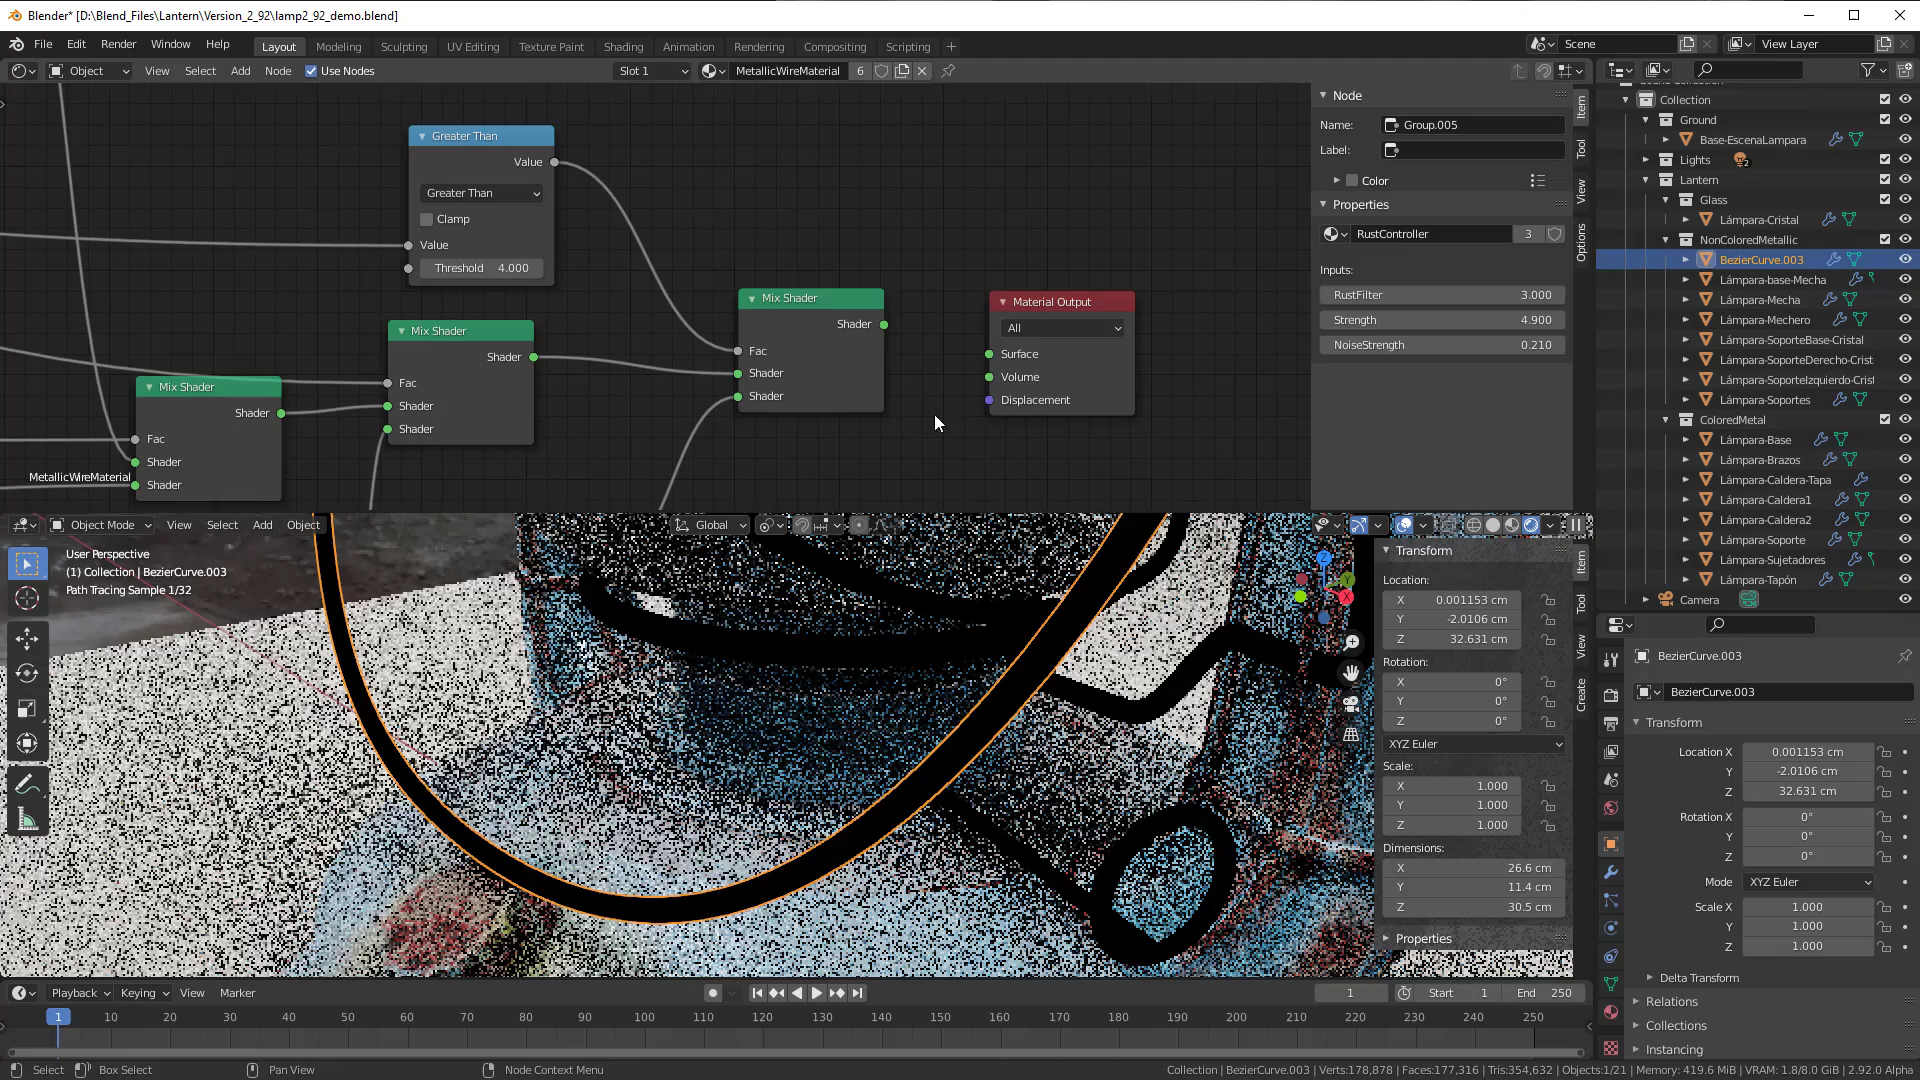 Blender* [D:\Blend_Files\Lantern\Version_2_92\lamp2_92_demo.blend]
File Edit Render Window Help Layout Modeling Sculpting UV Editing Texture Paint Shading Animation Rendering Compositing Scripting + Scene View Layer
Object View Select Add Node Use Nodes Slot 1 MetallicWireMaterial 6
Greater Than
Value
Greater Than
Clamp
Value
Threshold 4.000
Mix Shader
Shader
Fac
Shader
Shader
Mix Shader
Shader
Fac
Shader
Shader
MetallicWireMaterial
Mix Shader
Shader
Fac
Shader
Shader
Material Output
All
Surface
Volume
Displacement
Node
Name: Group.005
Label:
Color
Properties
RustController 3
Inputs:
RustFilter 3.000
Strength 4.900
NoiseStrength 0.210
Item
Tool
View
Options
Collection
Ground
Base-EscenaLampara
Lights 2
Lantern
Glass
Lámpara-Cristal
NonColoredMetallic
BezierCurve.003
Lámpara-base-Mecha
Lámpara-Mecha
Lámpara-Mechero
Lámpara-SoporteBase-Cristal
Lámpara-SoporteDerecho-Crist
Lámpara-SoporteIzquierdo-Cris
Lámpara-Soportes
ColoredMetal
Lámpara-Base
Lámpara-Brazos
Lámpara-Caldera-Tapa
Lámpara-Caldera1
Lámpara-Caldera2
Lámpara-Soporte
Lámpara-Sujetadores
Lámpara-Tapón
Camera
Object Mode View Select Add Object Global
User Perspective
(1) Collection | BezierCurve.003
Path Tracing Sample 1/32
Z
Y
X
Transform
Location:
X 0.001153 cm
Y -2.0106 cm
Z 32.631 cm
Rotation:
X 0°
Y 0°
Z 0°
XYZ Euler
Scale:
X 1.000
Y 1.000
Z 1.000
Dimensions:
X 26.6 cm
Y 11.4 cm
Z 30.5 cm
Properties
Item
Tool
View
Create
BezierCurve.003
BezierCurve.003
Transform
Location X 0.001153 cm
Y -2.0106 cm
Z 32.631 cm
Rotation X 0°
Y 0°
Z 0°
Mode XYZ Euler
Scale X 1.000
Y 1.000
Z 1.000
Delta Transform
Relations
Collections
Instancing
Playback Keying View Marker 1 Start 1 End 250
1 10 20 30 40 50 60 70 80 90 100 110 120 130 140 150 160 170 180 190 200 210 220 230 240 250
Select Box Select Pan View Node Context Menu Collection | BezierCurve.003 | Verts:178,878 | Faces:177,316 | Tris:354,632 | Objects:1/21 | Memory: 419.6 MiB | VRAM: 1.8/8.0 GiB | 2.92.0 Alpha